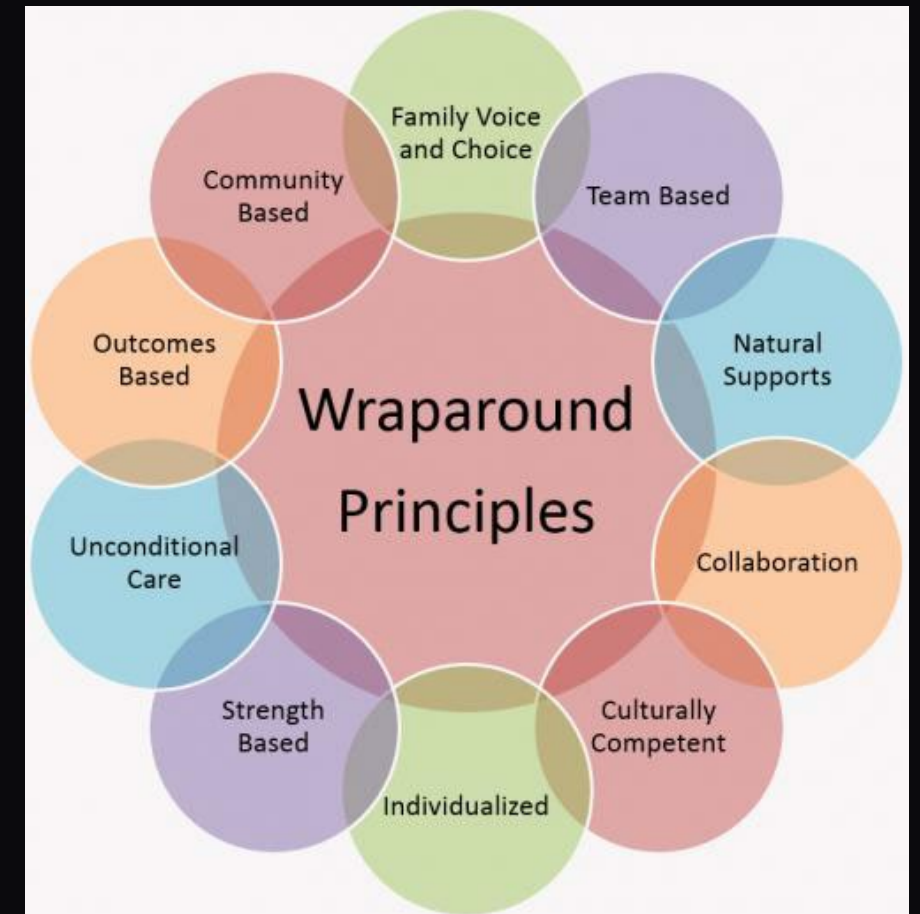 Family Voice
and Choice
Team Based
Natural
Supports
Collaboration
Culturally
Competent
Individualized
Strength
Based
Unconditional
Care
Outcomes
Based
Community
Based
Wraparound
Principles